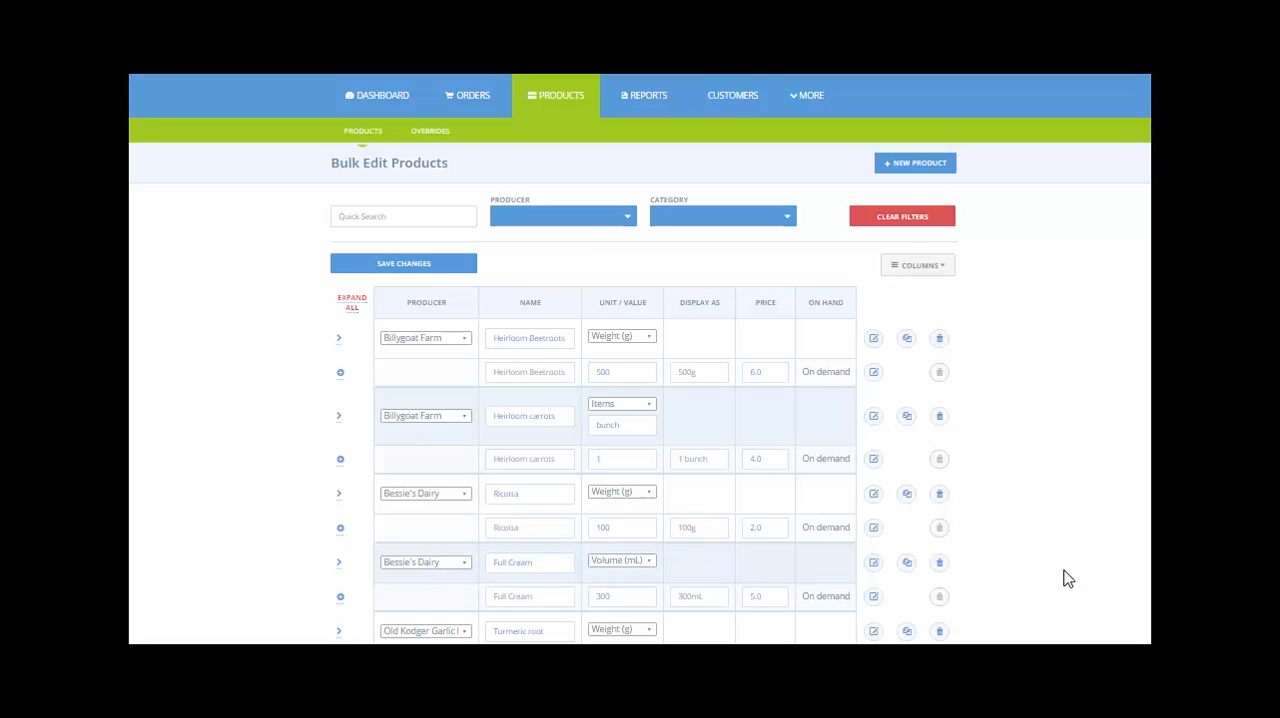 DASHBOARD ORDERS PRODUCTS REPORTS CUSTOMERS MORE
PRODUCTS OVERRIDES
Bulk Edit Products
+ NEW PRODUCT
PRODUCER CATEGORY
Quick Search
CLEAR FILTERS
SAVE CHANGES
COLUMNS
EXPAND ALL
PRODUCER NAME UNIT / VALUE DISPLAY AS PRICE ON HAND
Billygoat Farm Heirloom Beetroots Weight (g)
Heirloom Beetroots 500 500g 6.0 On demand
Billygoat Farm Heirloom carrots Items
bunch
Heirloom carrots 1 1 bunch 4.0 On demand
Bessie's Dairy Ricotta Weight (g)
Ricotta 100 100g 2.0 On demand
Bessie's Dairy Full Cream Volume (mL)
Full Cream 300 300mL 5.0 On demand
Old Kodger Garlic Turmeric root Weight (g)